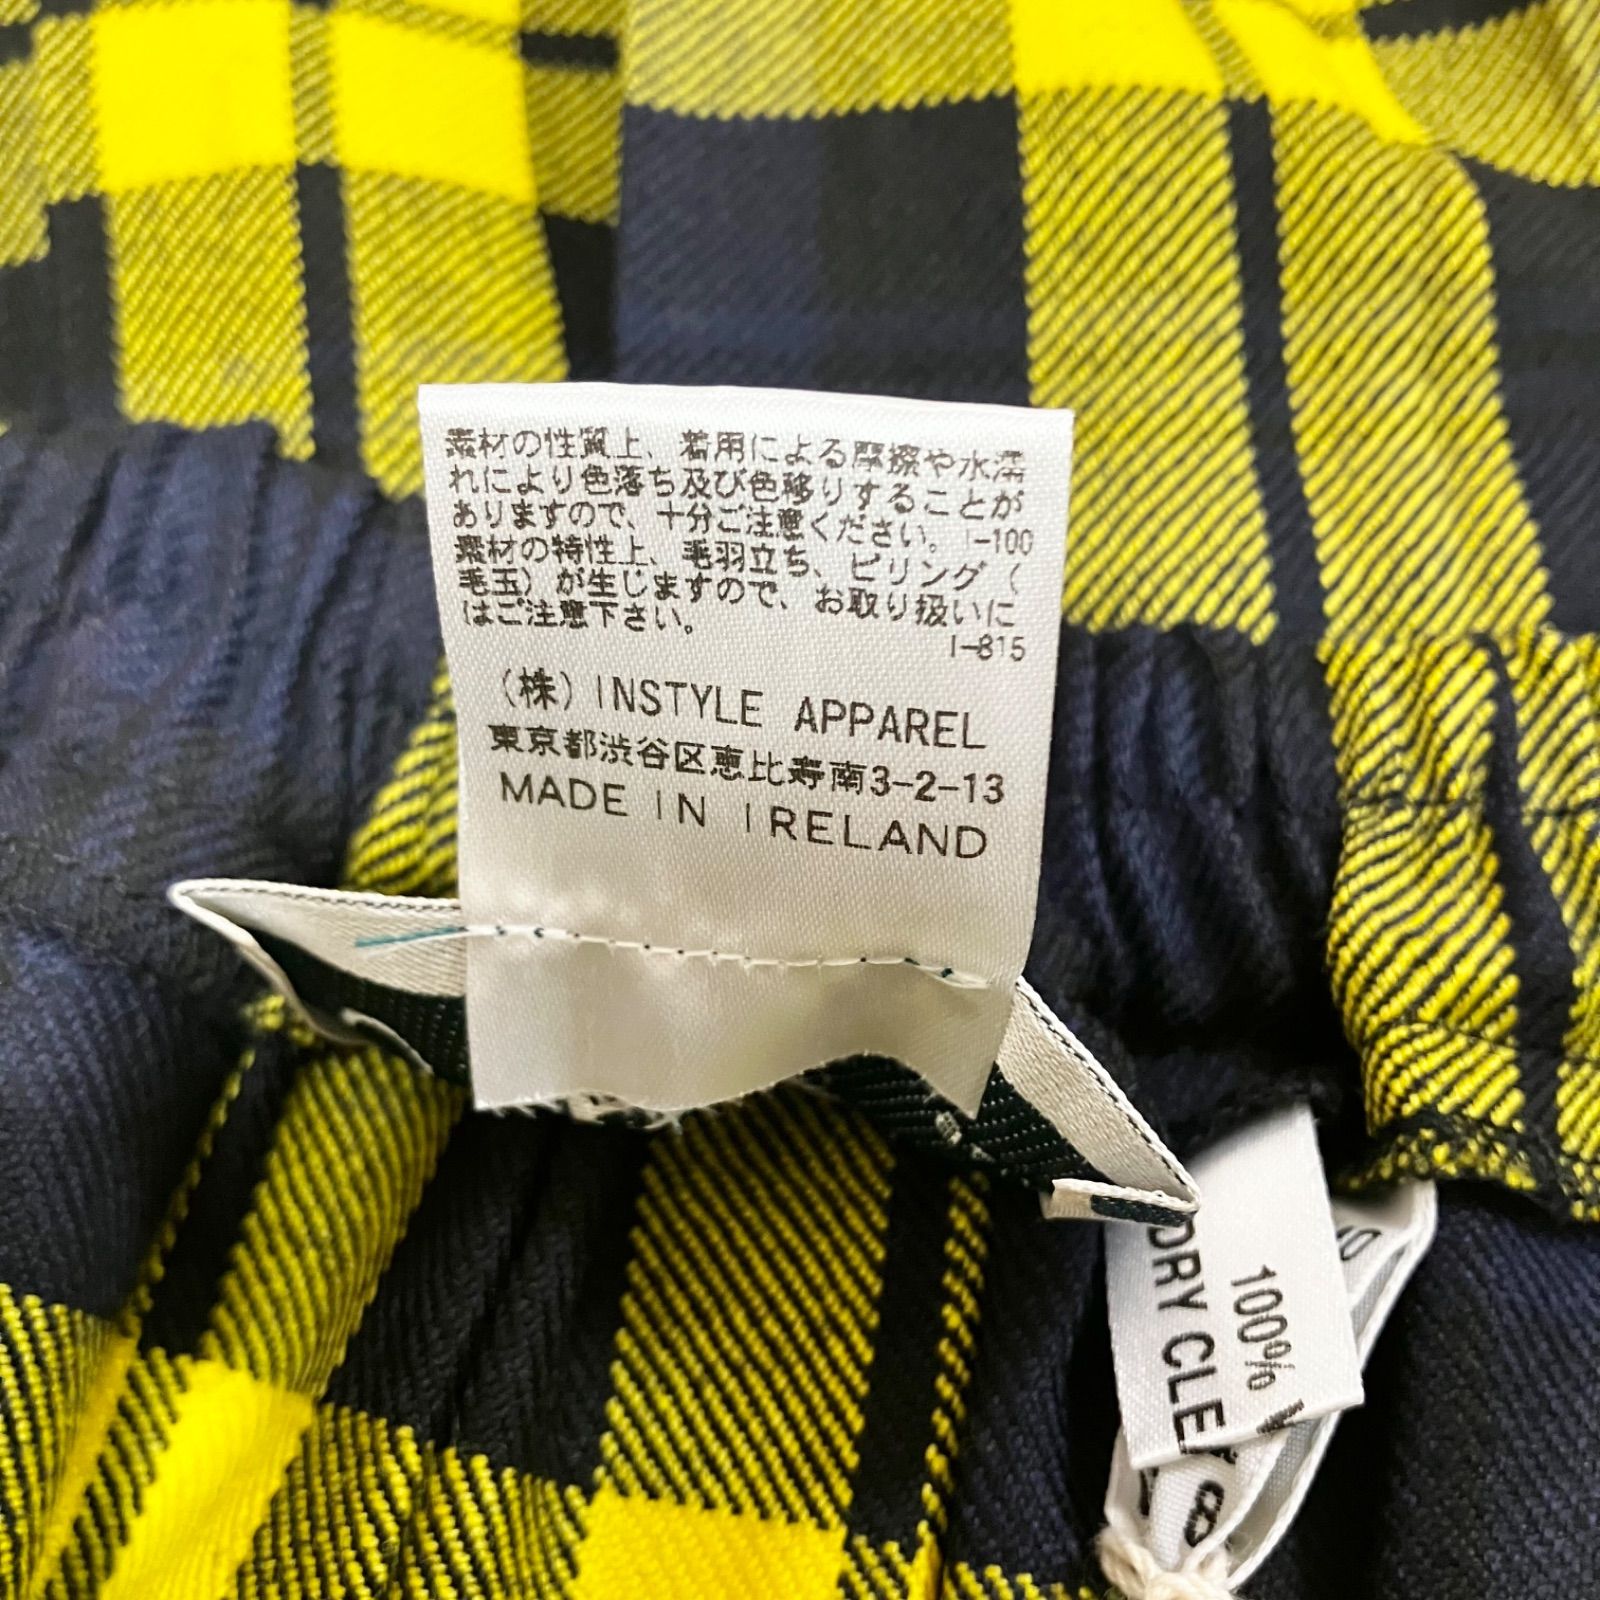 素材の性質上、着用による摩擦や水濡
れにより色落ち及び色移りすることが
ありますので、十分ご注意ください。 I-100
素材の特性上、毛羽立ち、ピリング（
毛玉）が生じますので、お取り扱いに
はご注意下さい。
I-815
(株) INSTYLE APPAREL
東京都渋谷区恵比寿南3-2-13
MADE IN IRELAND
100%
DRY CLE
8
10